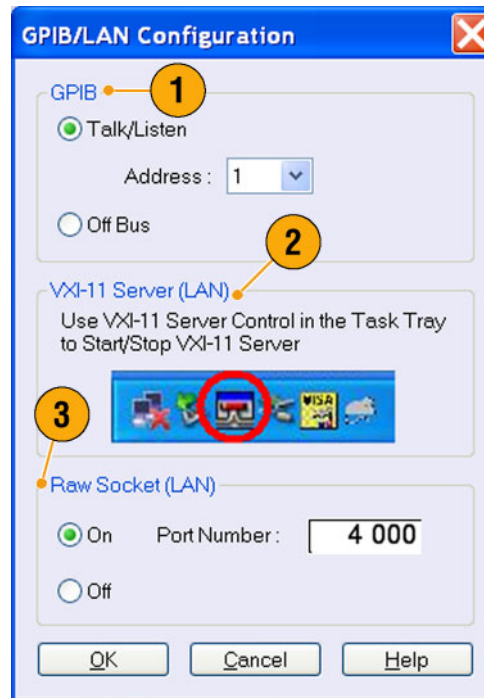 GPIB/LAN Configuration
GPIB
1
Talk/Listen
Address : 1
Off Bus
2
VXI-11 Server (LAN)
Use VXI-11 Server Control in the Task Tray
to Start/Stop VXI-11 Server
VISA
3
Raw Socket (LAN)
On Port Number : 4 000
Off
OK Cancel Help